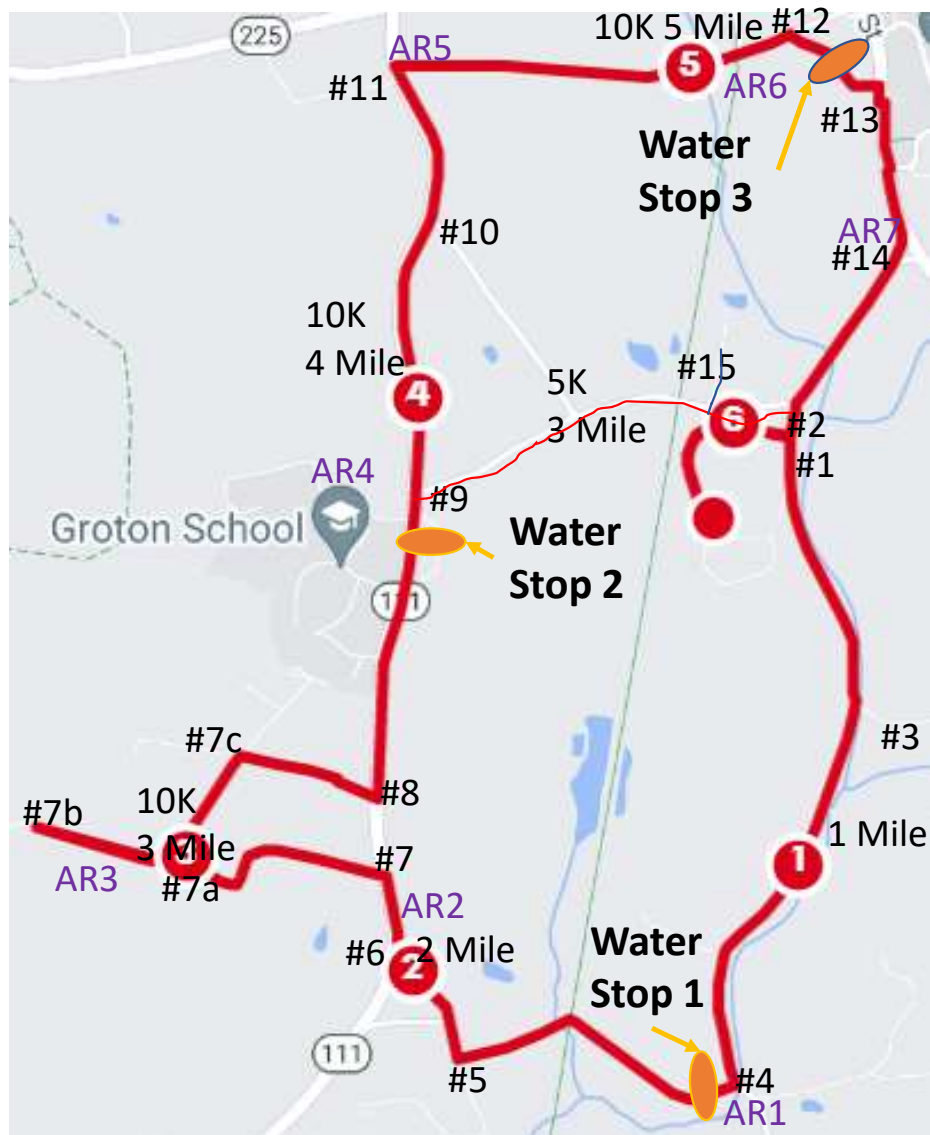 225
AR5
10K 5 Mile
#12
St
5
AR6
#11
#13
Water
Stop 3
#10
AR7
#14
10K
4 Mile
4
#15
5K
3 Mile
6
#2
#1
AR4
#9
Groton School
Water
Stop 2
111
#3
#7c
10K
#8
#7b
3 Mile
1 Mile
AR3
#7a
#7
1
AR2
#6
2 Mile
2
Water
Stop 1
111
#5
#4
AR1